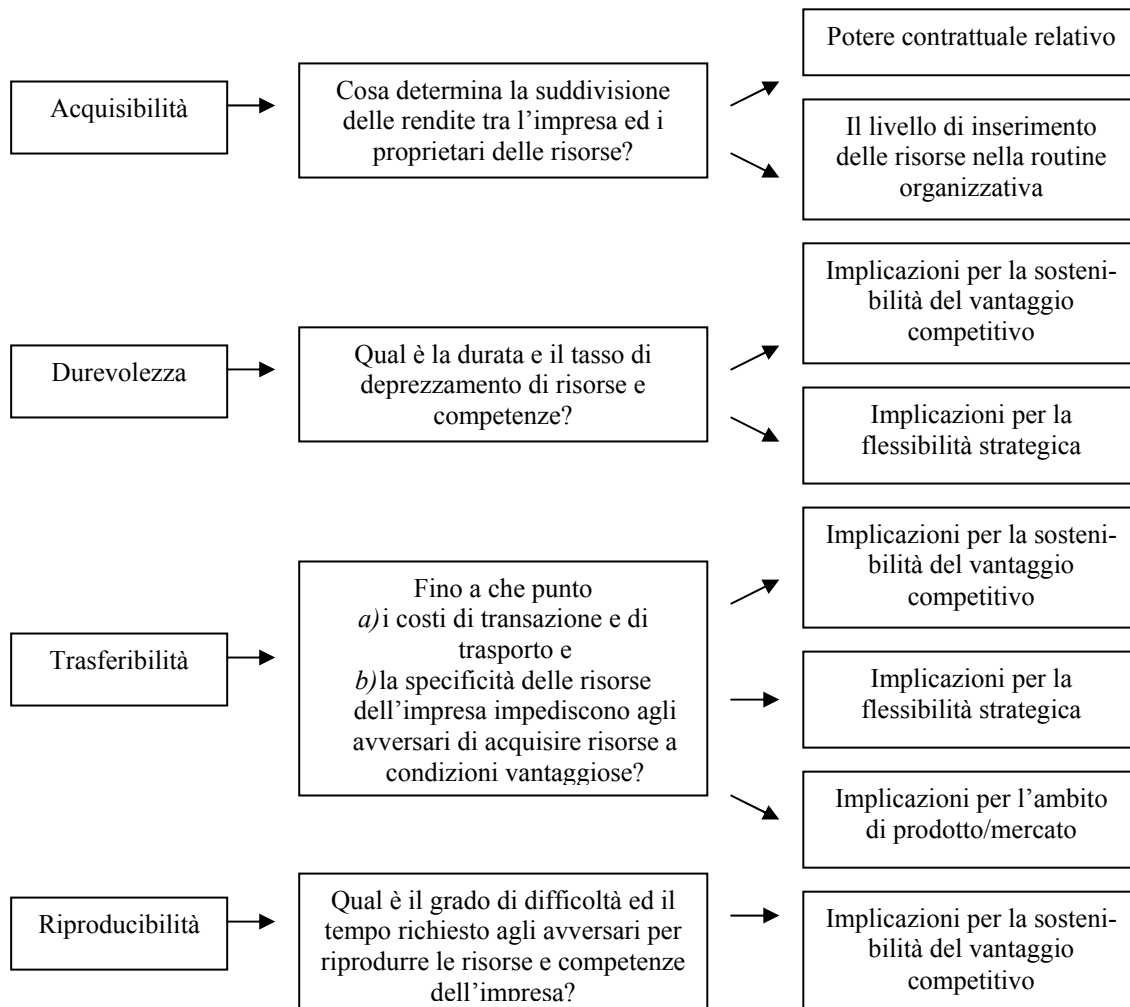 Acquisibilità
Cosa determina la suddivisione
delle rendite tra l'impresa ed i
proprietari delle risorse?
Potere contrattuale relativo
Il livello di inserimento
delle risorse nella routine
organizzativa
Durevolezza
Qual è la durata e il tasso di
deprezzamento di risorse e
competenze?
Implicazioni per la sosteni-
bilità del vantaggio
competitivo
Implicazioni per la
flessibilità strategica
Trasferibilità
Fino a che punto
a)i costi di transazione e di
trasporto e
b)la specificità delle risorse
dell'impresa impediscono agli
avversari di acquisire risorse a
condizioni vantaggiose?
Implicazioni per la sosteni-
bilità del vantaggio
competitivo
Implicazioni per la
flessibilità strategica
Implicazioni per l'ambito
di prodotto/mercato
Riproducibilità
Qual è il grado di difficoltà ed il
tempo richiesto agli avversari per
riprodurre le risorse e competenze
dell'impresa?
Implicazioni per la sosteni-
bilità del vantaggio
competitivo